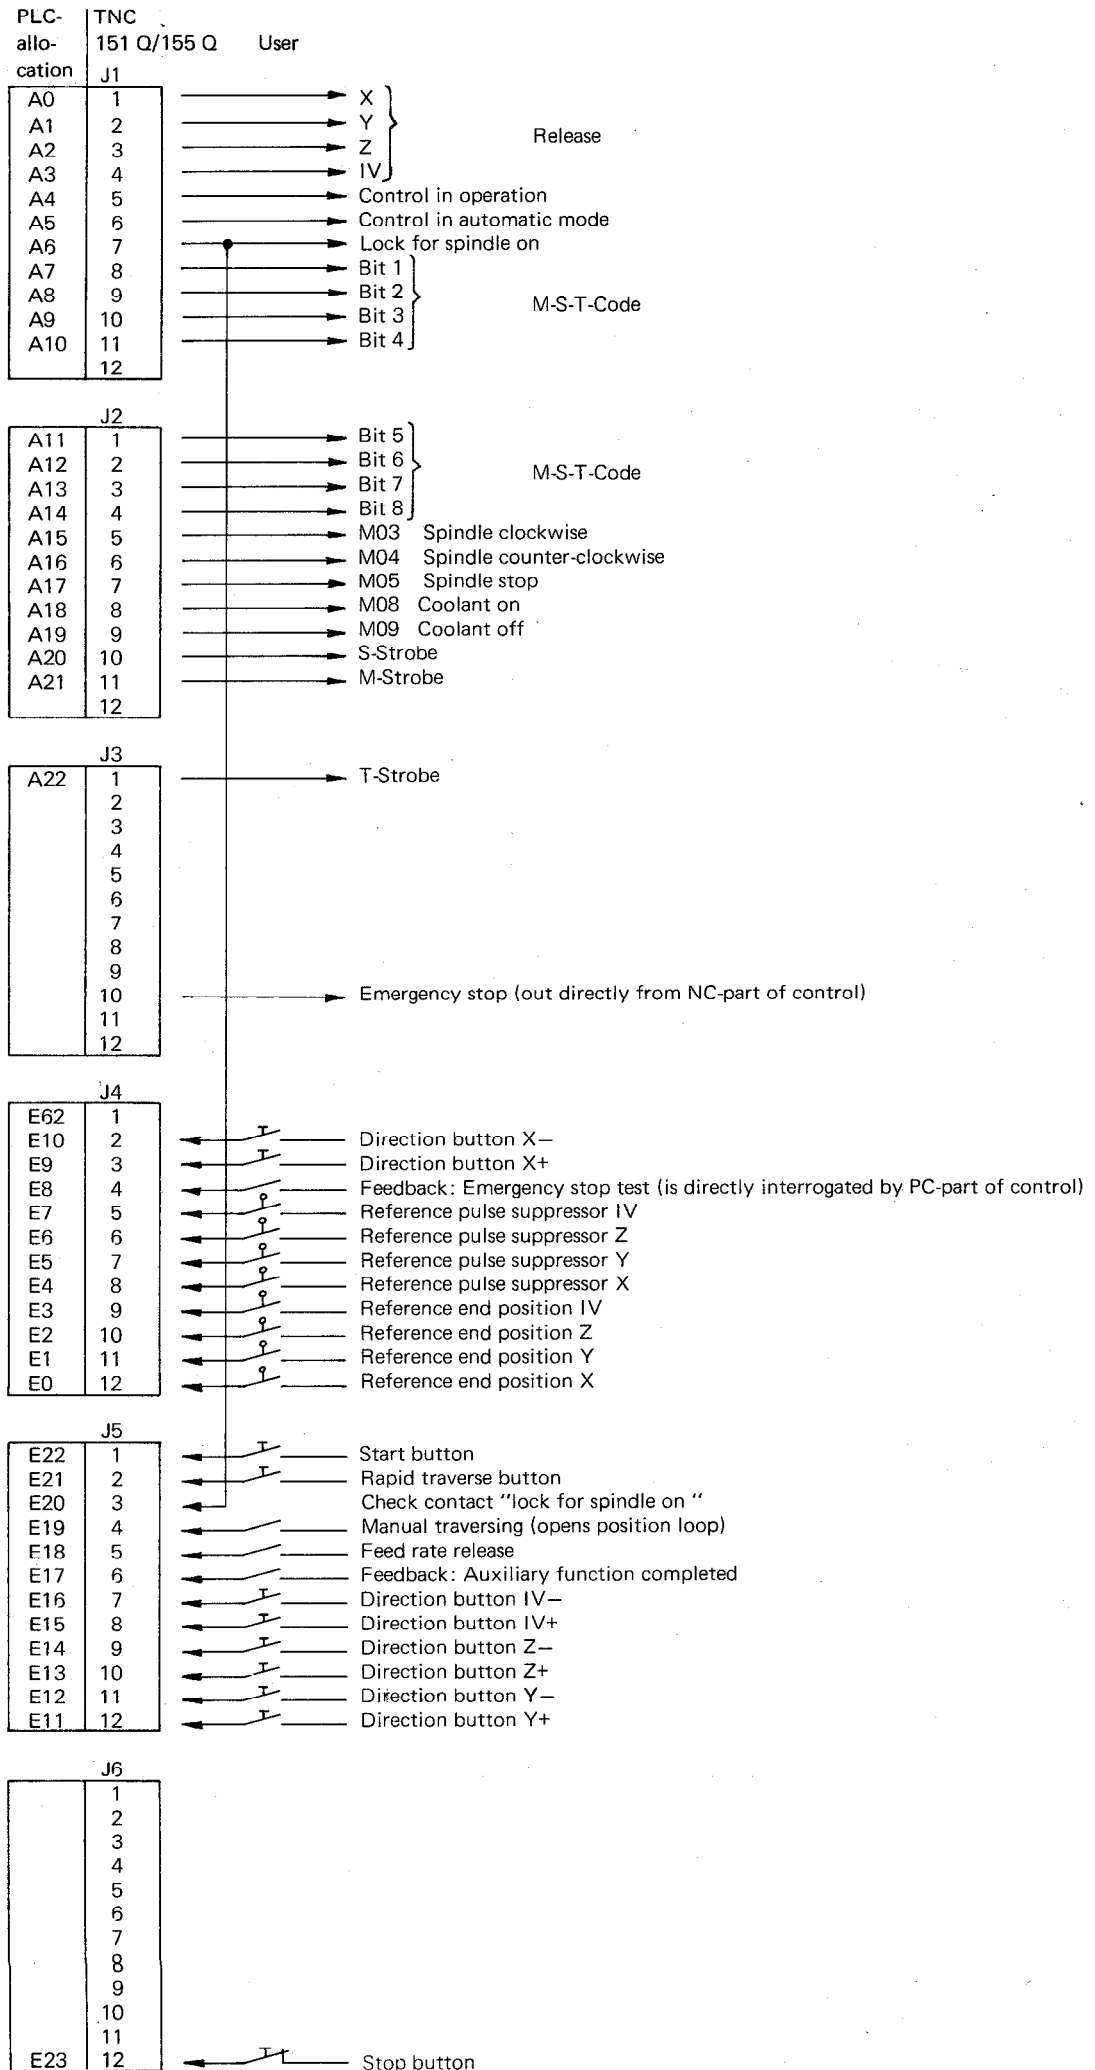 PLC- TNC
allo- 151 Q/155 Q User
cation J1
A0 1 X
A1 2 Y
Release
A2 3 Z
A3 4 IV
A4 5 Control in operation
A5 6 Control in automatic mode
A6 7 Lock for spindle on
A7 8 Bit 1
A8 9 Bit 2
M-S-T-Code
A9 10 Bit 3
A10 11 Bit 4
12
J2
A11 1 Bit 5
A12 2 Bit 6
M-S-T-Code
A13 3 Bit 7
A14 4 Bit 8
A15 5 M03 Spindle clockwise
A16 6 M04 Spindle counter-clockwise
A17 7 M05 Spindle stop
A18 8 M08 Coolant on
A19 9 M09 Coolant off
A20 10 S-Strobe
A21 11 M-Strobe
12
J3
A22 1 T-Strobe
2
3
4
5
6
7
8
9
10 Emergency stop (out directly from NC-part of control)
11
12
J4
E62 1
E10 2 Direction button X−
E9 3 Direction button X+
E8 4 Feedback: Emergency stop test (is directly interrogated by PC-part of control)
E7 5 Reference pulse suppressor IV
E6 6 Reference pulse suppressor Z
E5 7 Reference pulse suppressor Y
E4 8 Reference pulse suppressor X
E3 9 Reference end position IV
E2 10 Reference end position Z
E1 11 Reference end position Y
E0 12 Reference end position X
J5
E22 1 Start button
E21 2 Rapid traverse button
E20 3 Check contact "lock for spindle on "
E19 4 Manual traversing (opens position loop)
E18 5 Feed rate release
E17 6 Feedback: Auxiliary function completed
E16 7 Direction button IV−
E15 8 Direction button IV+
E14 9 Direction button Z−
E13 10 Direction button Z+
E12 11 Direction button Y−
E11 12 Direction button Y+
J6
1
2
3
4
5
6
7
8
9
10
11
E23 12 Stop button